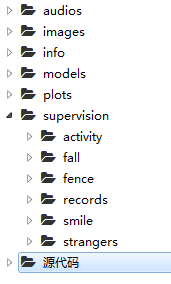 audios
images
info
models
plots
supervision
activity
fall
fence
records
smile
strangers
源代码